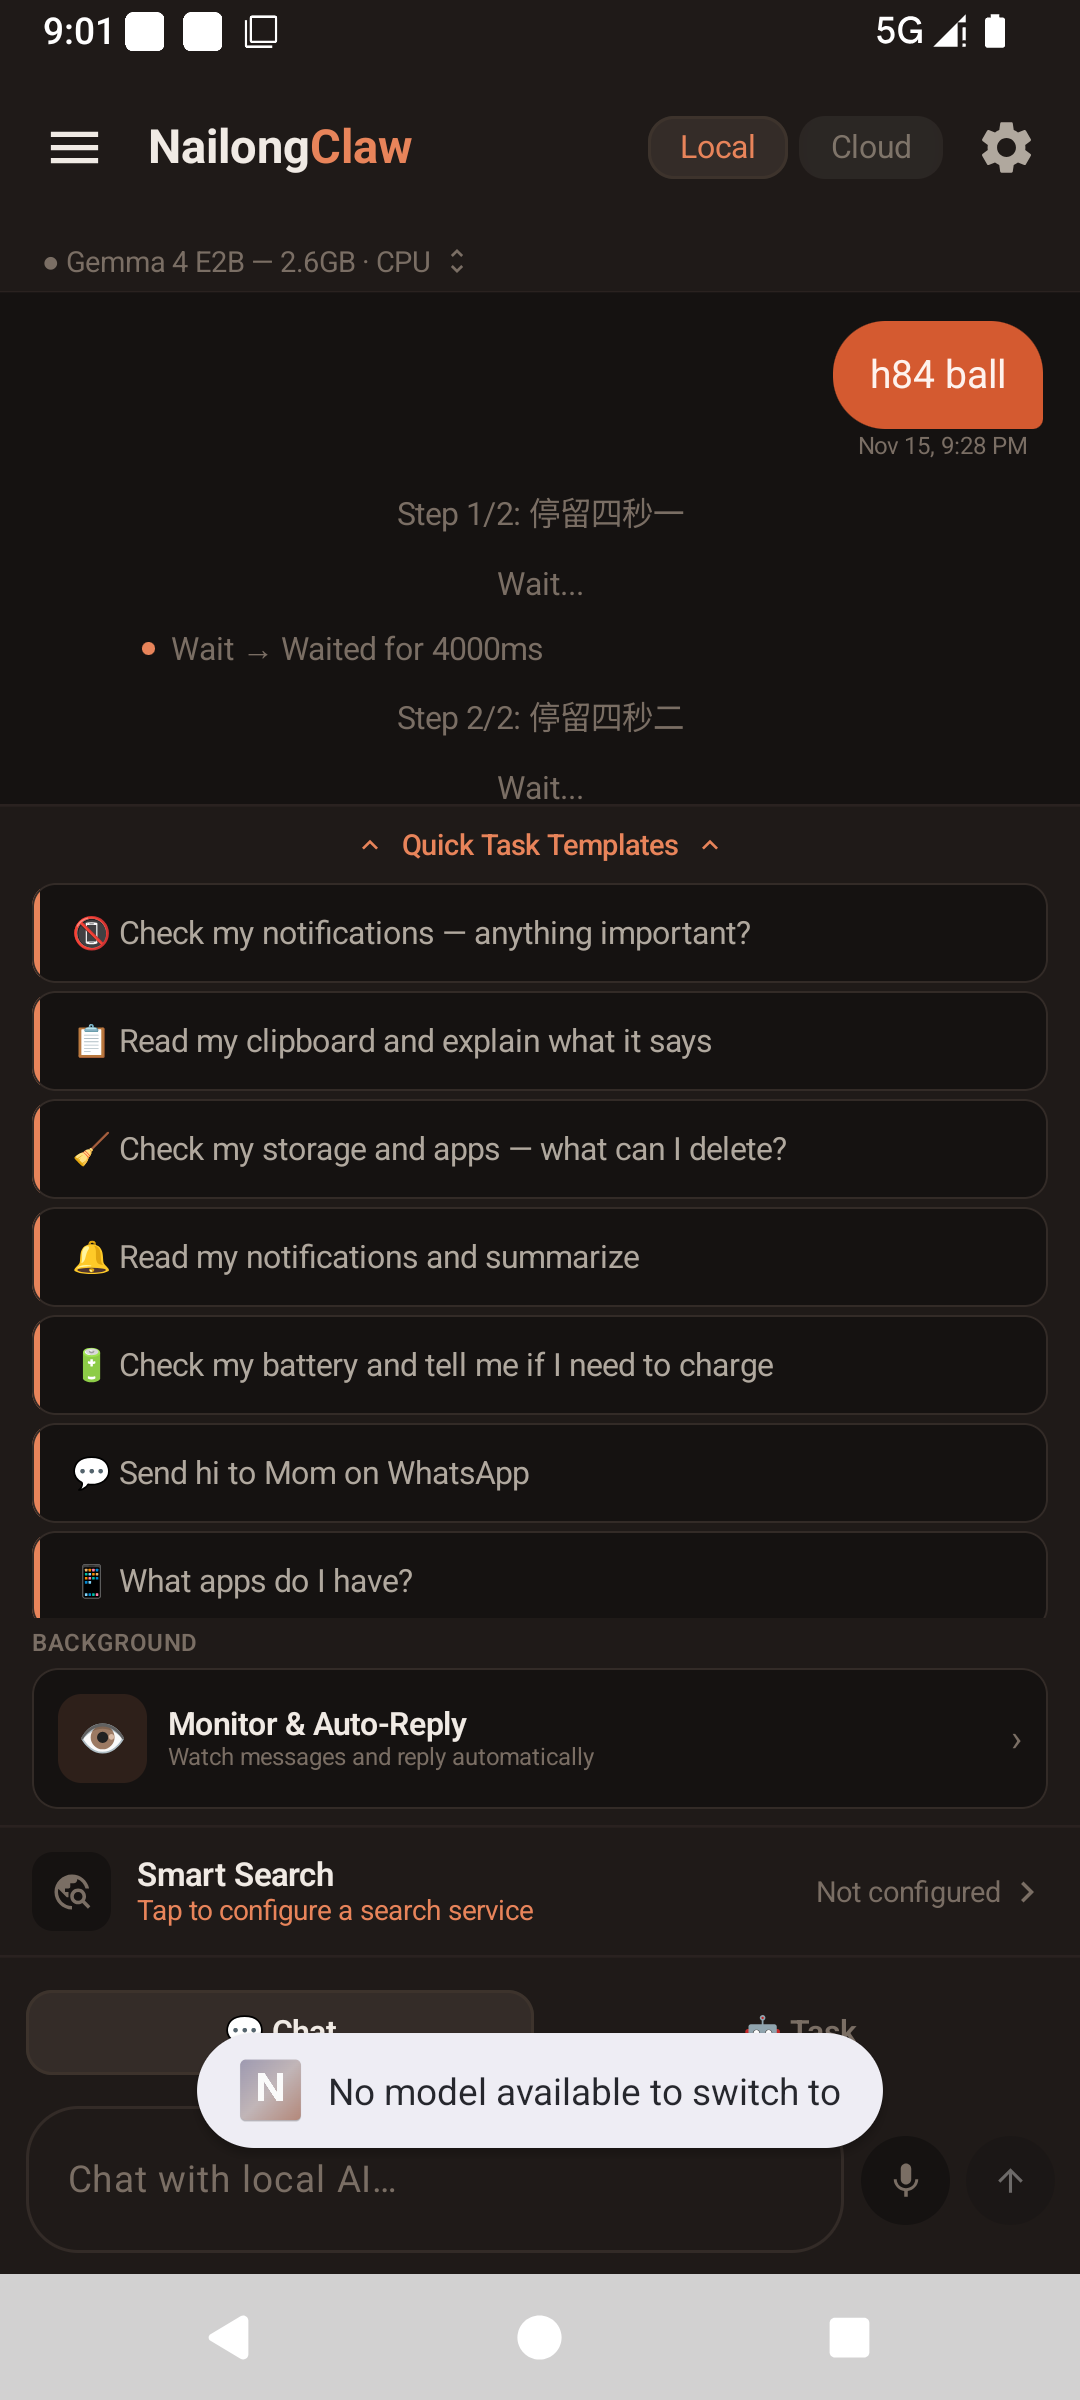 9:01
5G
NailongClaw
Local
Cloud
Gemma 4 E2B — 2.6GB · CPU
h84 ball
Nov 15, 9:28 PM
Step 1/2: 停留四秒一
Wait...
Wait → Waited for 4000ms
Step 2/2: 停留四秒二
Wait...
Quick Task Templates
Check my notifications — anything important?
Read my clipboard and explain what it says
Check my storage and apps — what can I delete?
Read my notifications and summarize
Check my battery and tell me if I need to charge
Send hi to Mom on WhatsApp
What apps do I have?
BACKGROUND
Monitor & Auto-Reply
Watch messages and reply automatically
Smart Search
Tap to configure a search service
Not configured
Chat
Task
N
No model available to switch to
Chat with local AI…